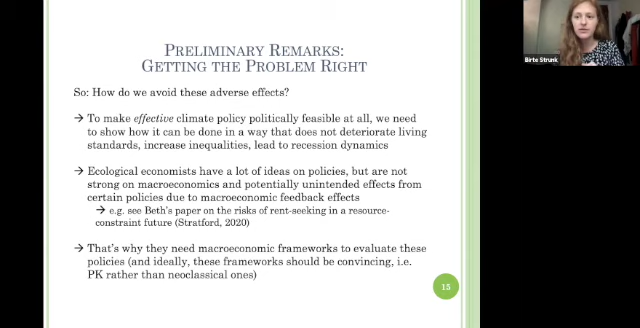 PRELIMINARY REMARKS:
GETTING THE PROBLEM RIGHT
So: How do we avoid these adverse effects?
→ To make effective climate policy politically feasible at all, we need
to show how it can be done in a way that does not deteriorate living
standards, increase inequalities, lead to recession dynamics
→ Ecological economists have a lot of ideas on policies, but are not
strong on macroeconomics and potentially unintended effects from
certain policies due to macroeconomic feedback effects
→ e.g. see Beth's paper on the risks of rent-seeking in a resource-
constraint future (Stratford, 2020)
→ That's why they need macroeconomic frameworks to evaluate these
policies (and ideally, these frameworks should be convincing, i.e.
PK rather than neoclassical ones)
15
Birte Strunk